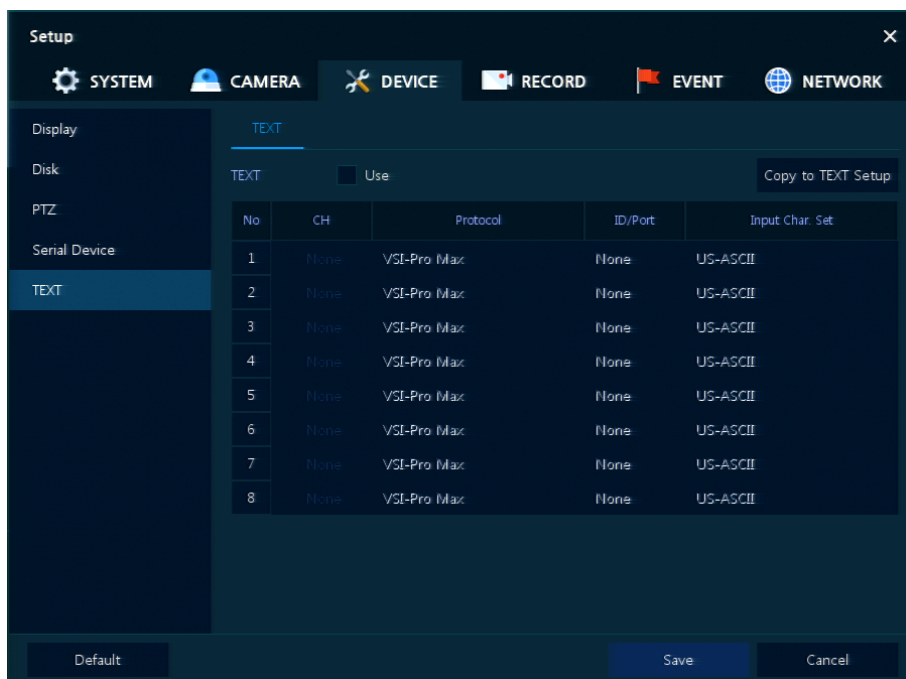 Setup ×
SYSTEM CAMERA DEVICE RECORD EVENT NETWORK
Display
Disk
PTZ
Serial Device
TEXT
TEXT
TEXT Use Copy to TEXT Setup
No CH Protocol ID/Port Input Char. Set
1 None VSI-Pro Max None US-ASCII
2 None VSI-Pro Max None US-ASCII
3 None VSI-Pro Max None US-ASCII
4 None VSI-Pro Max None US-ASCII
5 None VSI-Pro Max None US-ASCII
6 None VSI-Pro Max None US-ASCII
7 None VSI-Pro Max None US-ASCII
8 None VSI-Pro Max None US-ASCII
Default Save Cancel